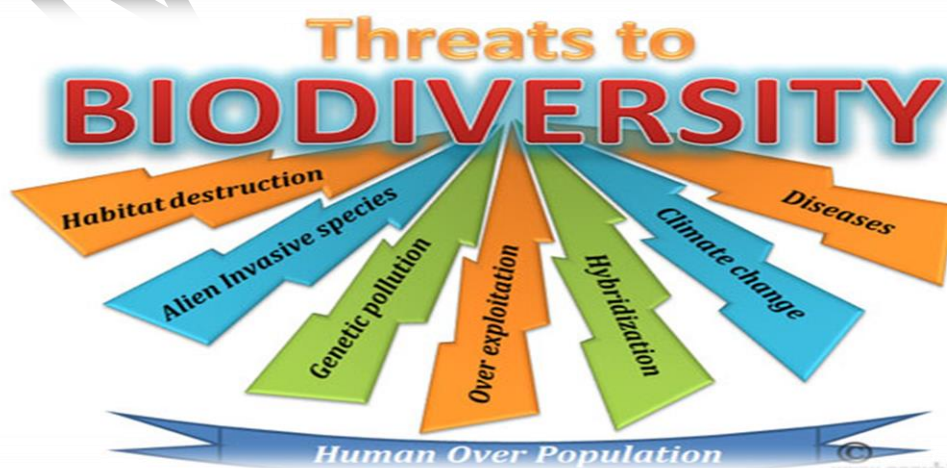 Threats to
BIODIVERSITY
Habitat destruction
Alien Invasive species
Genetic pollution
Over exploitation
Hybridization
Climate change
Diseases
Human Over Population
©